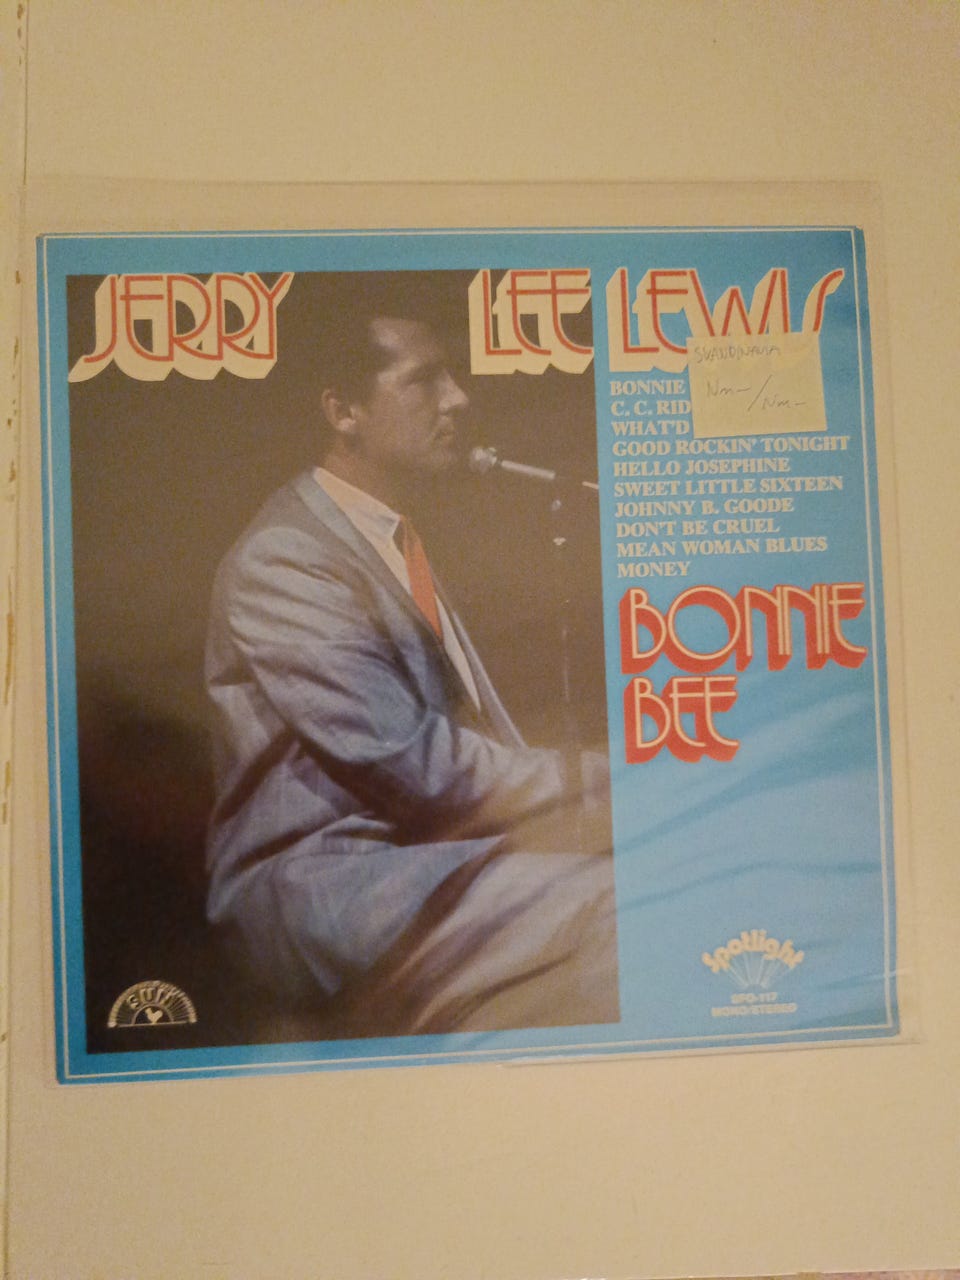 JERRY LEE LEWIS
SKANDINAVIA
Nm- / Nm-
BONNIE
C. C. RID
WHAT'D
GOOD ROCKIN' TONIGHT
HELLO JOSEPHINE
SWEET LITTLE SIXTEEN
JOHNNY B. GOODE
DON'T BE CRUEL
MEAN WOMAN BLUES
MONEY
BONNIE
BEE
Spotlight
SPO-117
MONO/STEREO
SUN